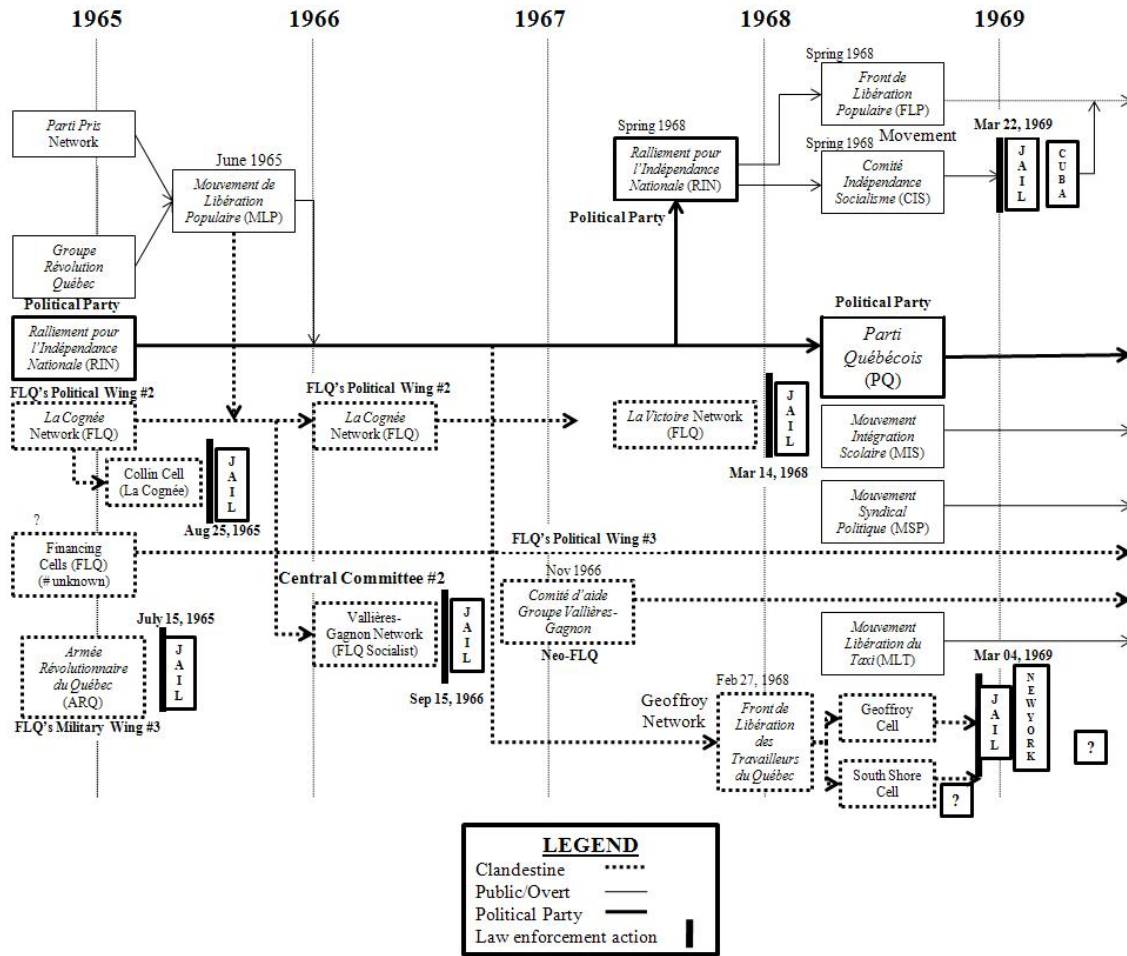 1965
1966
1967
1968
1969
Spring 1968
Front de
Libération
Populaire (FLP)
Parti Pris
Network
Spring 1968
Movement
Mar 22, 1969
Spring 1968
June 1965
Ralliement pour
l'Indépendance
Nationale (RIN)
Comité
Indépendance
Socialisme (CIS)
JAIL
CUBA
Mouvement de
Libération
Populaire (MLP)
Political Party
Groupe
Révolution
Québec
Political Party
Political Party
Ralliement pour
l'Indépendance
Nationale (RIN)
Parti
Québécois
(PQ)
FLQ's Political Wing #2
FLQ's Political Wing #2
La Cognée
Network (FLQ)
La Cognée
Network (FLQ)
La Victoire Network
(FLQ)
JAIL
Mouvement
Intégration
Scolaire (MIS)
Collin Cell
(La Cognée)
JAIL
Mar 14, 1968
Aug 25, 1965
Mouvement
Syndical
Politique (MSP)
?
Financing
Cells (FLQ)
(# unknown)
FLQ's Political Wing #3
Nov 1966
Central Committee #2
Comité d'aide
Groupe Vallières-
Gagnon
July 15, 1965
Vallières-
Gagnon Network
(FLQ Socialist)
JAIL
Mouvement
Libération du
Taxi (MLT)
Armée
Révolutionnaire
du Québec
(ARQ)
JAIL
Neo-FLQ
Mar 04, 1969
Sep 15, 1966
Feb 27, 1968
FLQ's Military Wing #3
Geoffroy
Network
Front de
Libération
des
Travailleurs
du Québec
Geoffroy
Cell
JAIL
NEW YORK
?
South Shore
Cell
?
LEGEND
Clandestine
Public/Overt
Political Party
Law enforcement action